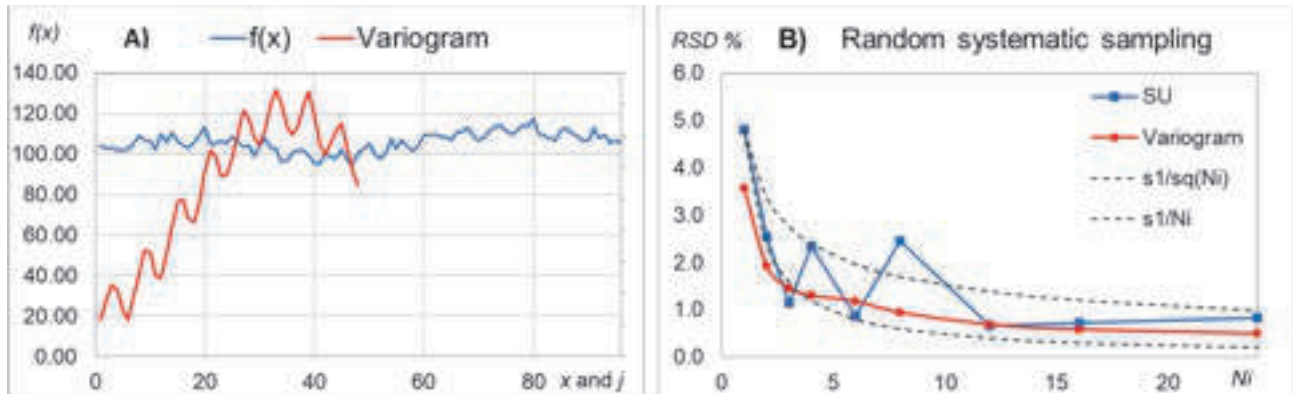 f(x) A) f(x) Variogram
140.00
120.00
100.00
80.00
60.00
40.00
20.00
0.00
0 20 40 60 80 x and j
RSD % B) Random systematic sampling
6.0
5.0
4.0
3.0
2.0
1.0
0.0
SU
Variogram
s1/sq(Ni)
s1/Ni
0 5 10 15 20 Ni